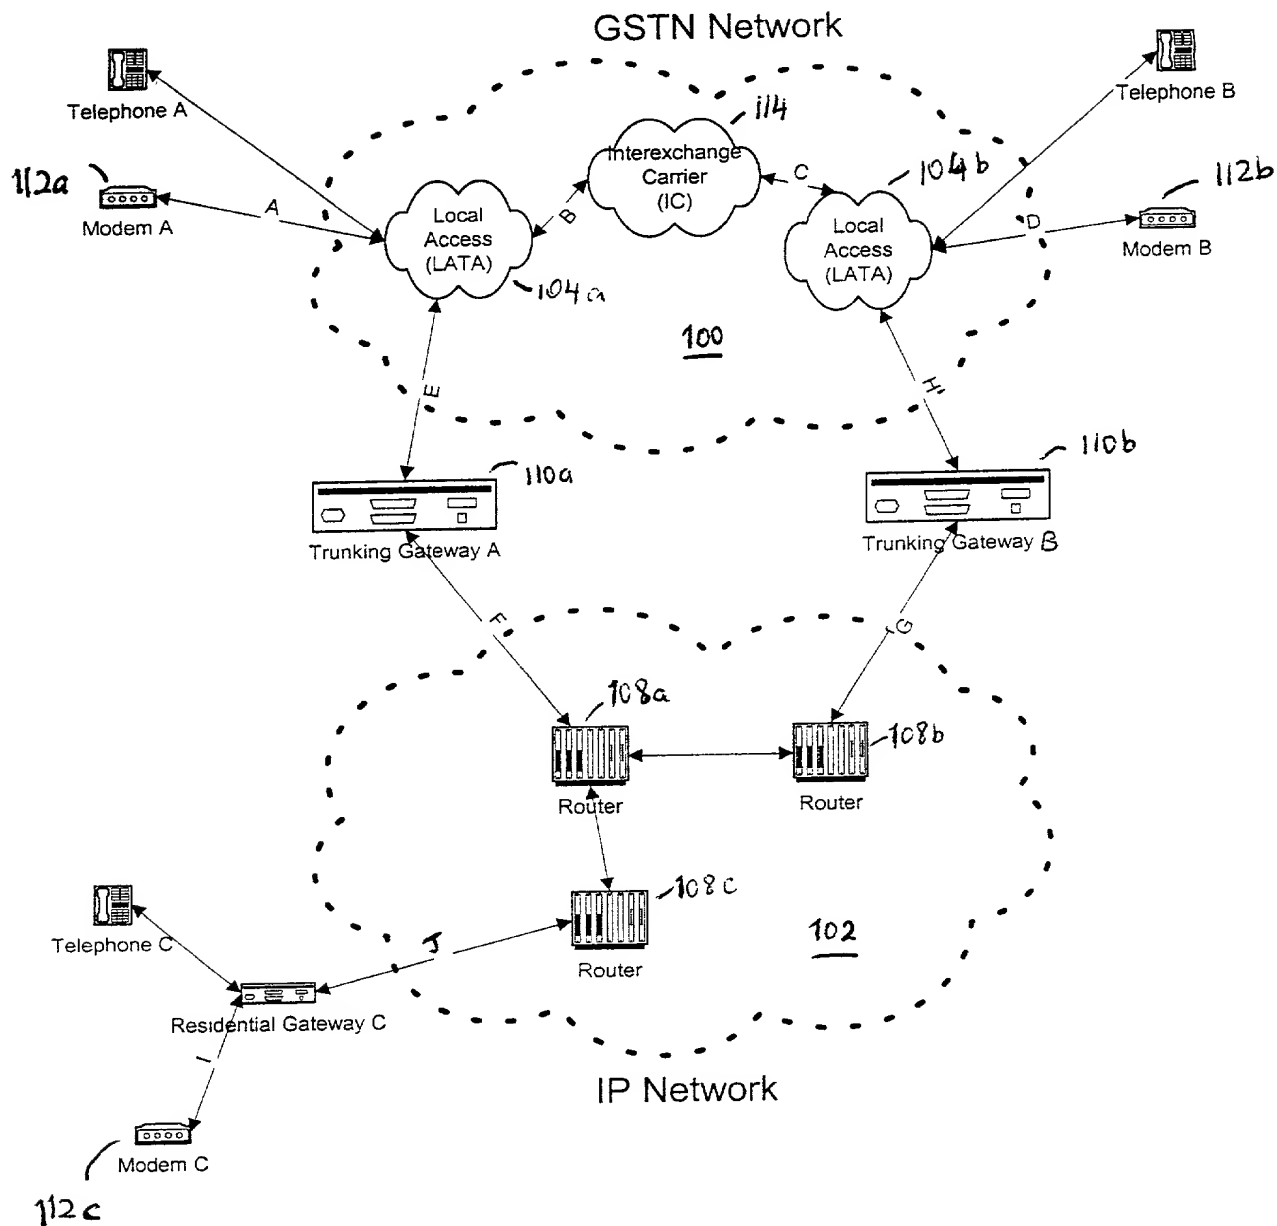 GSTN Network
Telephone A
Telephone B
114
Interexchange
Carrier
(IC)
112a
Modem A
A
B
C
104b
112b
Modem B
D
Local
Access
(LATA)
104a
Local
Access
(LATA)
100
E
H'
110a
110b
Trunking Gateway A
Trunking Gateway B
F
G
108a
Router
108b
Router
108c
Router
102
Telephone C
J
Residential Gateway C
I
IP Network
Modem C
112c